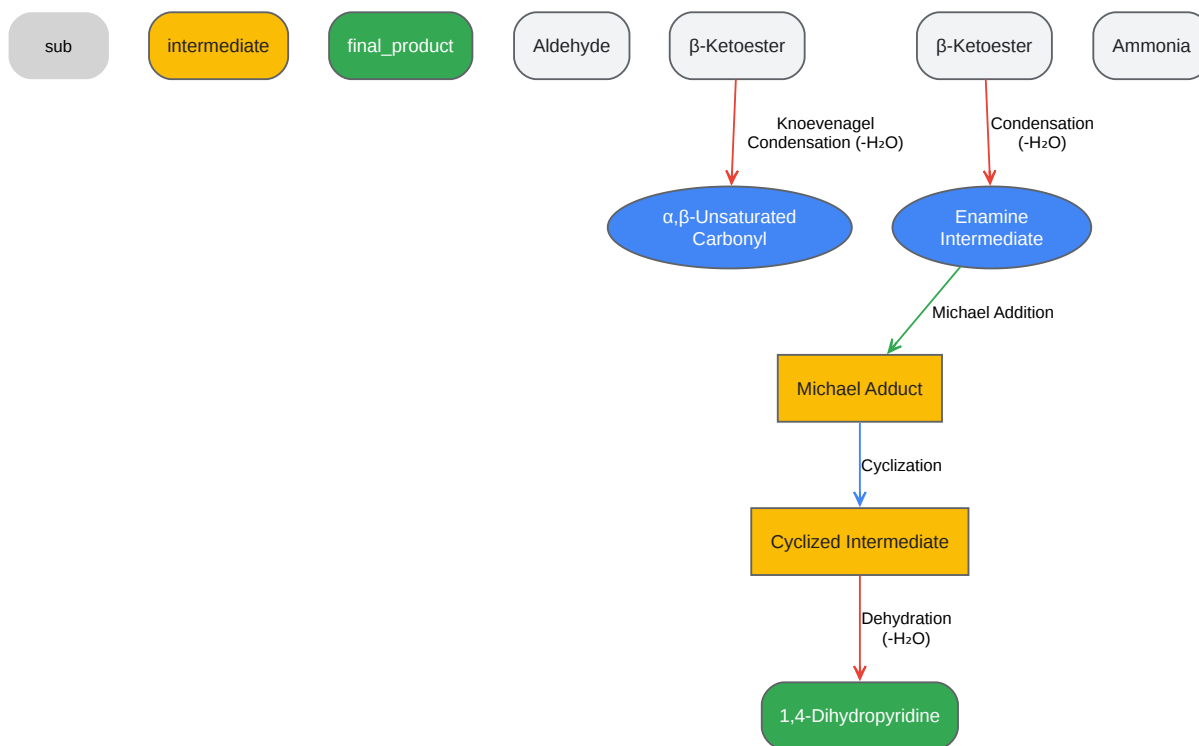 sub
intermediate
final_product
Aldehyde
β-Ketoester
β-Ketoester
Ammonia
Knoevenagel
Condensation (-H₂O)
Condensation
(-H₂O)
α,β-Unsaturated
Carbonyl
Enamine
Intermediate
Michael Addition
Michael Adduct
Cyclization
Cyclized Intermediate
Dehydration
(-H₂O)
1,4-Dihydropyridine